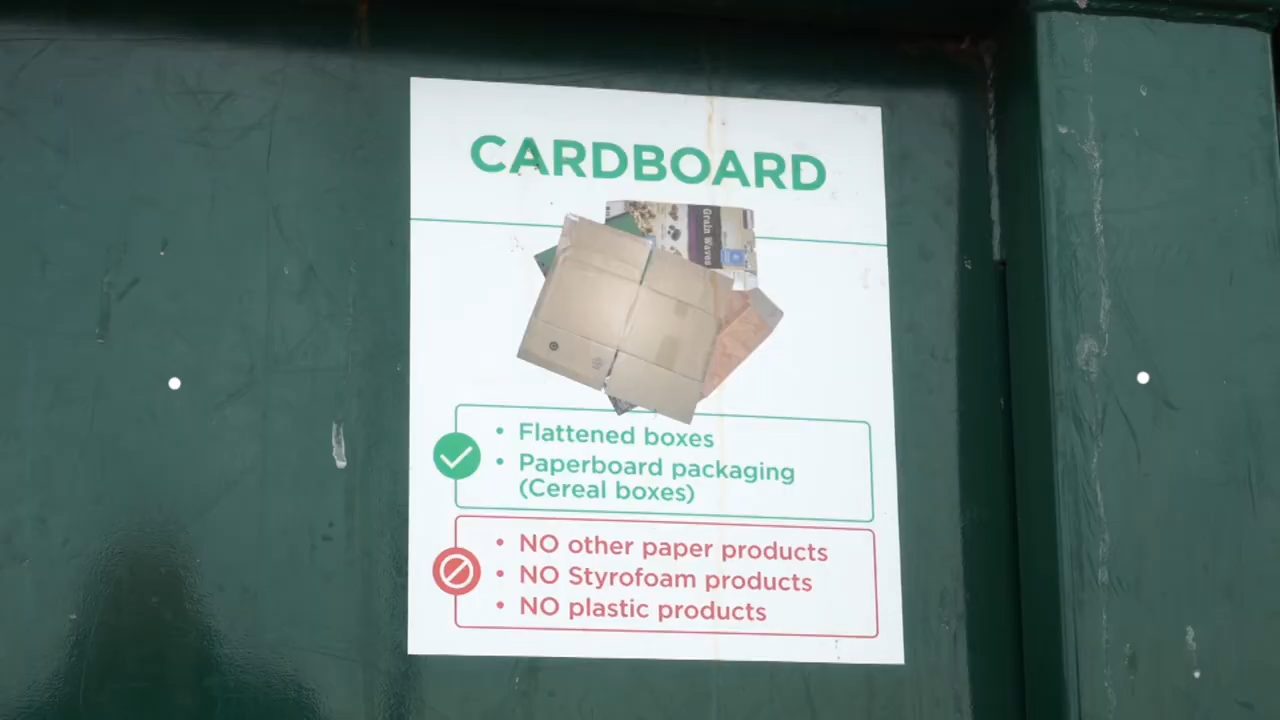 CARDBOARD
Grain Waves
• Flattened boxes
• Paperboard packaging
(Cereal boxes)
• NO other paper products
• NO Styrofoam products
• NO plastic products